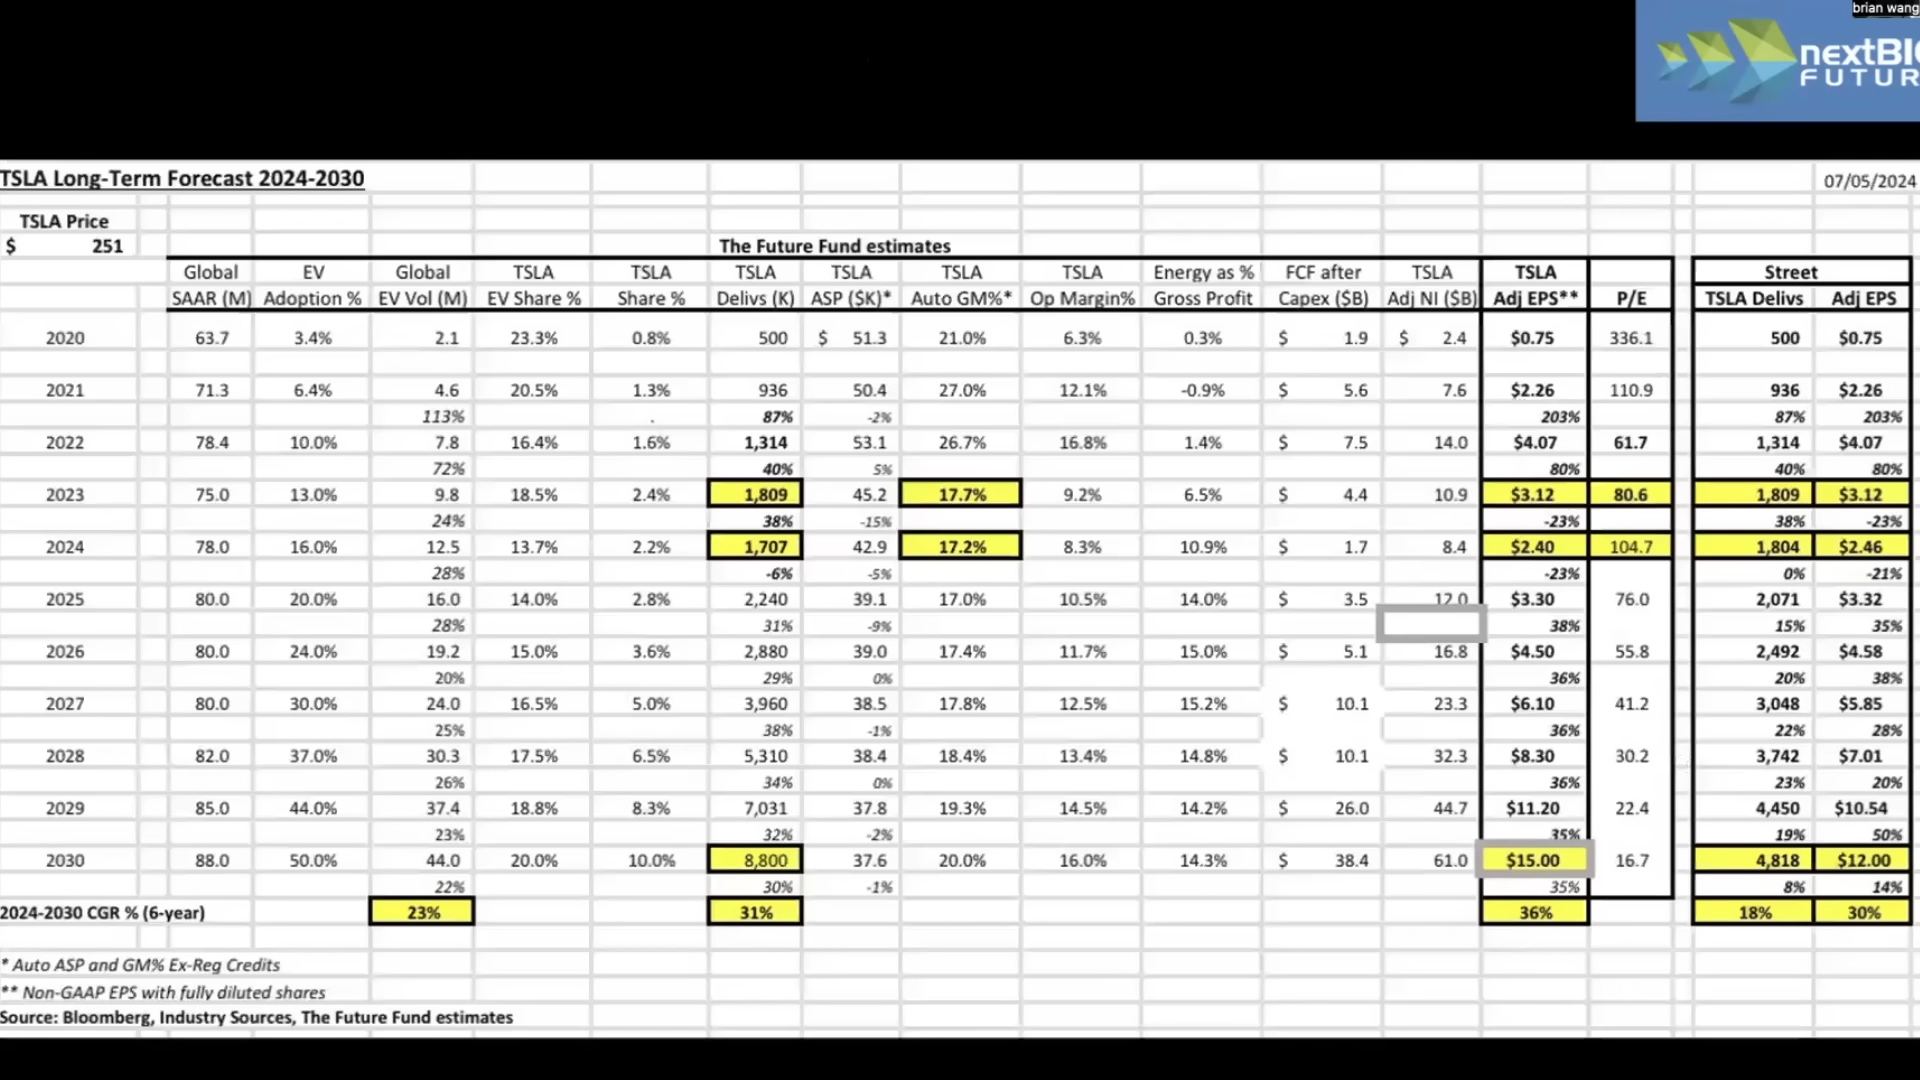 brian wang
nextBIG
FUTUR
TSLA Long-Term Forecast 2024-2030 07/05/2024
TSLA Price
$ 251 The Future Fund estimates
Global EV Global TSLA TSLA TSLA TSLA TSLA TSLA Energy as % FCF after TSLA TSLA Street
SAAR (M) Adoption % EV Vol (M) EV Share % Share % Delivs (K) ASP ($K)* Auto GM%* Op Margin% Gross Profit Capex ($B) Adj NI ($B) Adj EPS** P/E TSLA Delivs Adj EPS
2020 63.7 3.4% 2.1 23.3% 0.8% 500 $ 51.3 21.0% 6.3% 0.3% $ 1.9 $ 2.4 $0.75 336.1 500 $0.75
2021 71.3 6.4% 4.6 20.5% 1.3% 936 50.4 27.0% 12.1% -0.9% $ 5.6 7.6 $2.26 110.9 936 $2.26
113% . 87% -2% 203% 87% 203%
2022 78.4 10.0% 7.8 16.4% 1.6% 1,314 53.1 26.7% 16.8% 1.4% $ 7.5 14.0 $4.07 61.7 1,314 $4.07
72% 40% 5% 80% 40% 80%
2023 75.0 13.0% 9.8 18.5% 2.4% 1,809 45.2 17.7% 9.2% 6.5% $ 4.4 10.9 $3.12 80.6 1,809 $3.12
24% 38% -15% -23% 38% -23%
2024 78.0 16.0% 12.5 13.7% 2.2% 1,707 42.9 17.2% 8.3% 10.9% $ 1.7 8.4 $2.40 104.7 1,804 $2.46
28% -6% -5% -23% 0% -21%
2025 80.0 20.0% 16.0 14.0% 2.8% 2,240 39.1 17.0% 10.5% 14.0% $ 3.5 12.0 $3.30 76.0 2,071 $3.32
28% 31% -9% 38% 15% 35%
2026 80.0 24.0% 19.2 15.0% 3.6% 2,880 39.0 17.4% 11.7% 15.0% $ 5.1 16.8 $4.50 55.8 2,492 $4.58
20% 29% 0% 36% 20% 38%
2027 80.0 30.0% 24.0 16.5% 5.0% 3,960 38.5 17.8% 12.5% 15.2% $ 10.1 23.3 $6.10 41.2 3,048 $5.85
25% 38% -1% 36% 22% 28%
2028 82.0 37.0% 30.3 17.5% 6.5% 5,310 38.4 18.4% 13.4% 14.8% $ 10.1 32.3 $8.30 30.2 3,742 $7.01
26% 34% 0% 36% 23% 20%
2029 85.0 44.0% 37.4 18.8% 8.3% 7,031 37.8 19.3% 14.5% 14.2% $ 26.0 44.7 $11.20 22.4 4,450 $10.54
23% 32% -2% 35% 19% 50%
2030 88.0 50.0% 44.0 20.0% 10.0% 8,800 37.6 20.0% 16.0% 14.3% $ 38.4 61.0 $15.00 16.7 4,818 $12.00
22% 30% -1% 35% 8% 14%
2024-2030 CGR % (6-year) 23% 31% 36% 18% 30%
* Auto ASP and GM% Ex-Reg Credits
** Non-GAAP EPS with fully diluted shares
Source: Bloomberg, Industry Sources, The Future Fund estimates